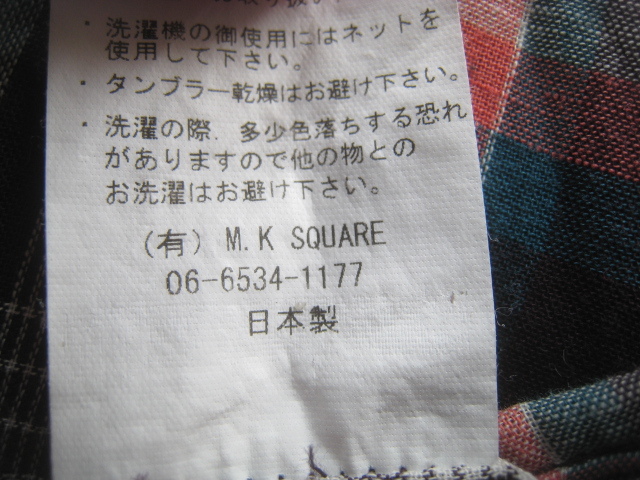 ・洗濯機の御使用にはネットを
使用して下さい。
・タンブラー乾燥はお避け下さい。
・洗濯の際、多少色落ちする恐れ
がありますので他の物との
お洗濯はお避け下さい。
(有) M.K SQUARE
06-6534-1177
日本製